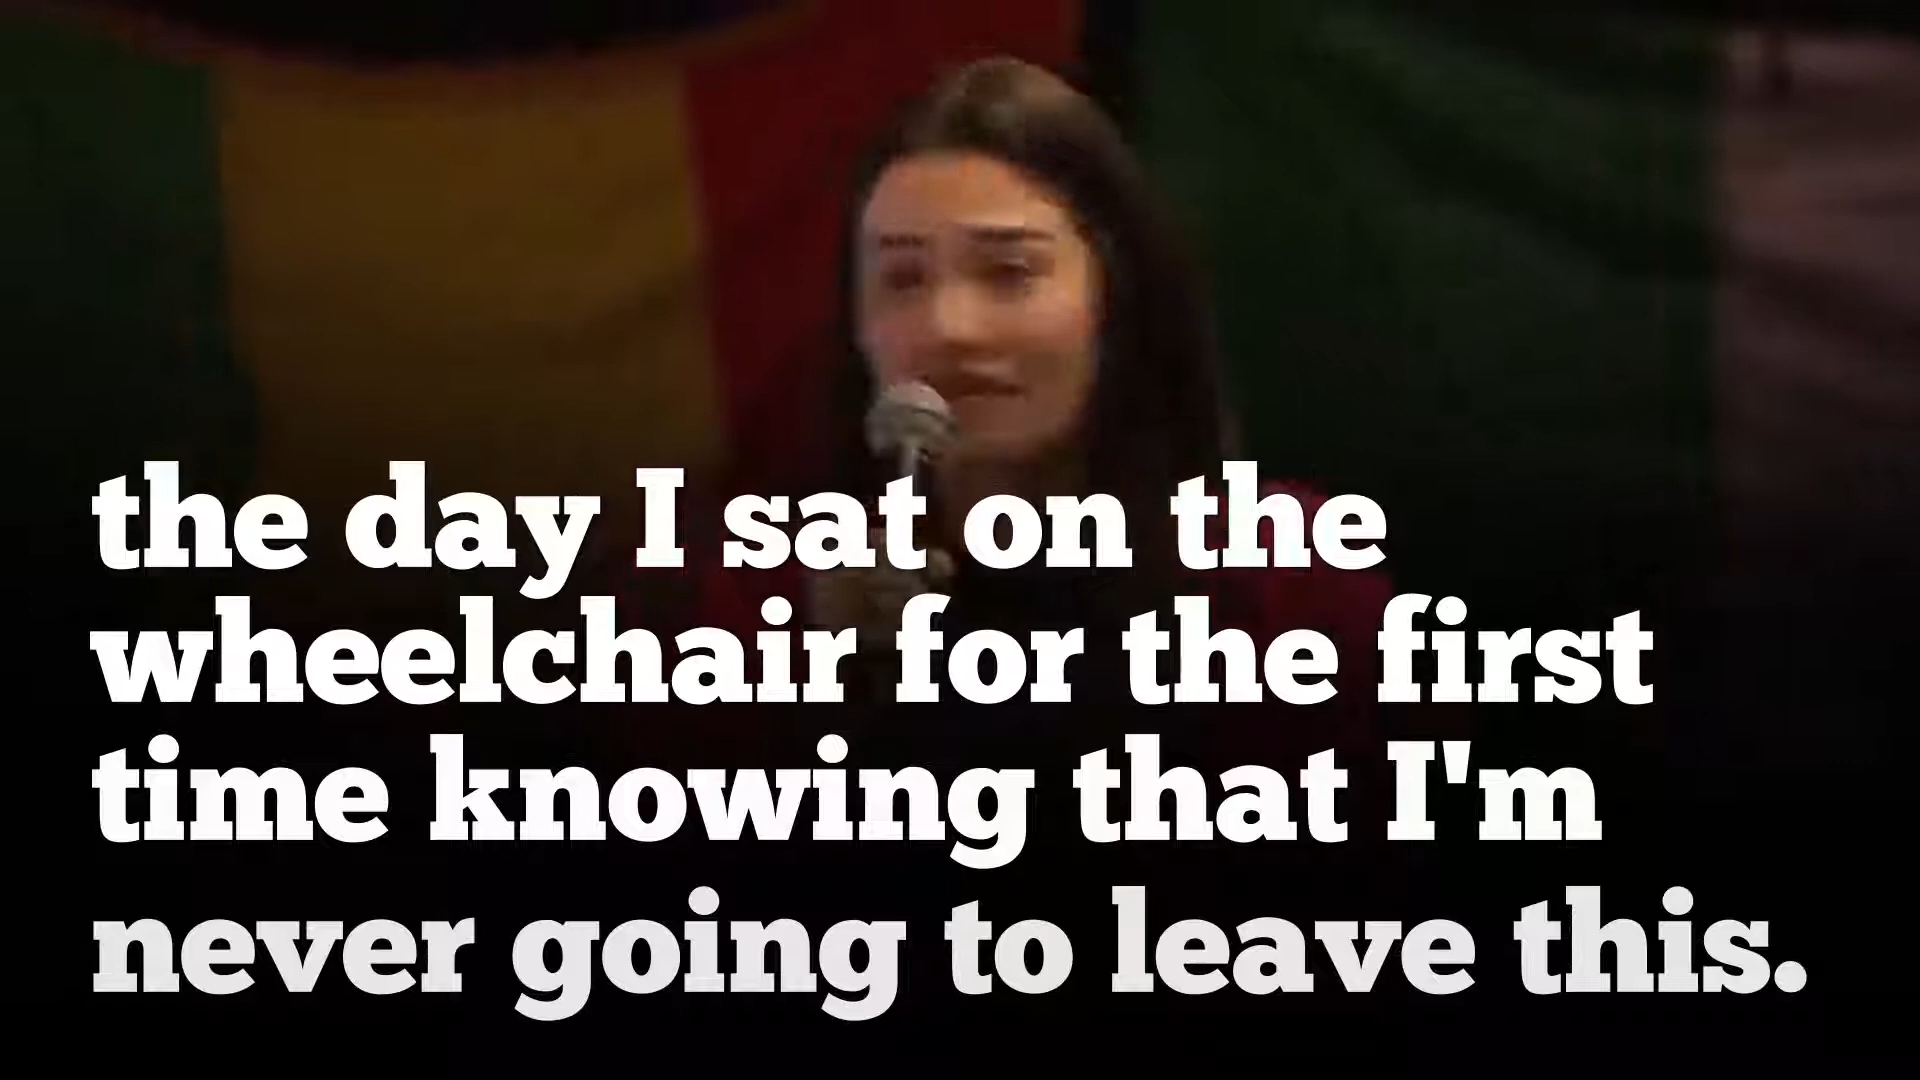 the day I sat on the
wheelchair for the first
time knowing that I'm
never going to leave this.